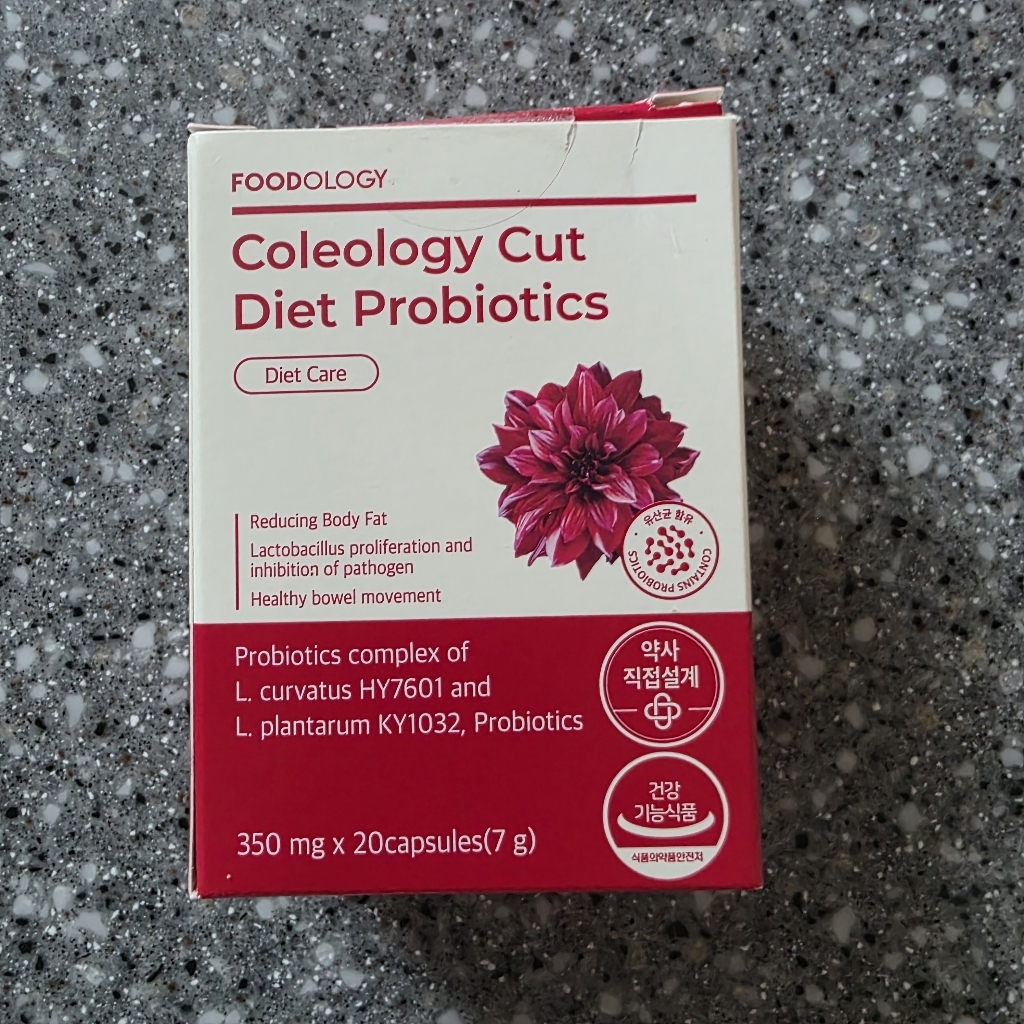 FOODOLOGY
Coleology Cut
Diet Probiotics
Diet Care
Reducing Body Fat
Lactobacillus proliferation and
inhibition of pathogen
Healthy bowel movement
유산균 함유
CONTAINS PROBIOTICS
Probiotics complex of
L. curvatus HY7601 and
L. plantarum KY1032, Probiotics
약사
직접설계
건강
기능식품
식품의약품안전처
350 mg x 20capsules(7 g)